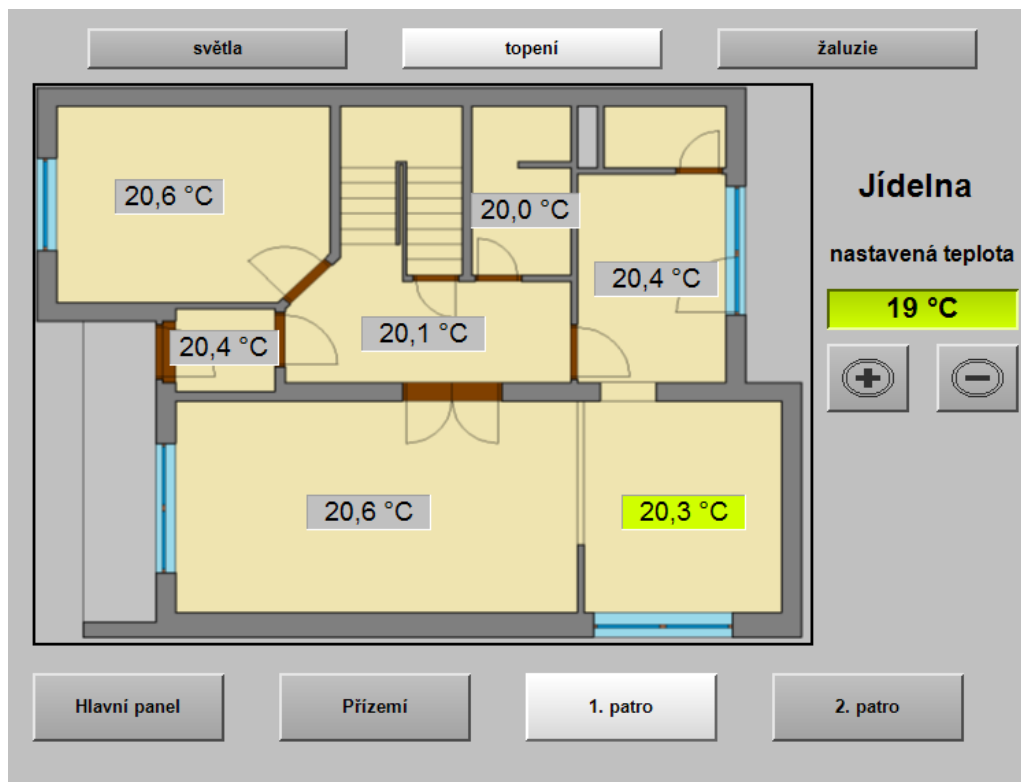 světla
topení
žaluzie
20,6 °C
20,0 °C
20,4 °C
20,1 °C
20,4 °C
20,6 °C
20,3 °C
Jídelna
nastavená teplota
19 °C
Hlavní panel
Přízemí
1. patro
2. patro